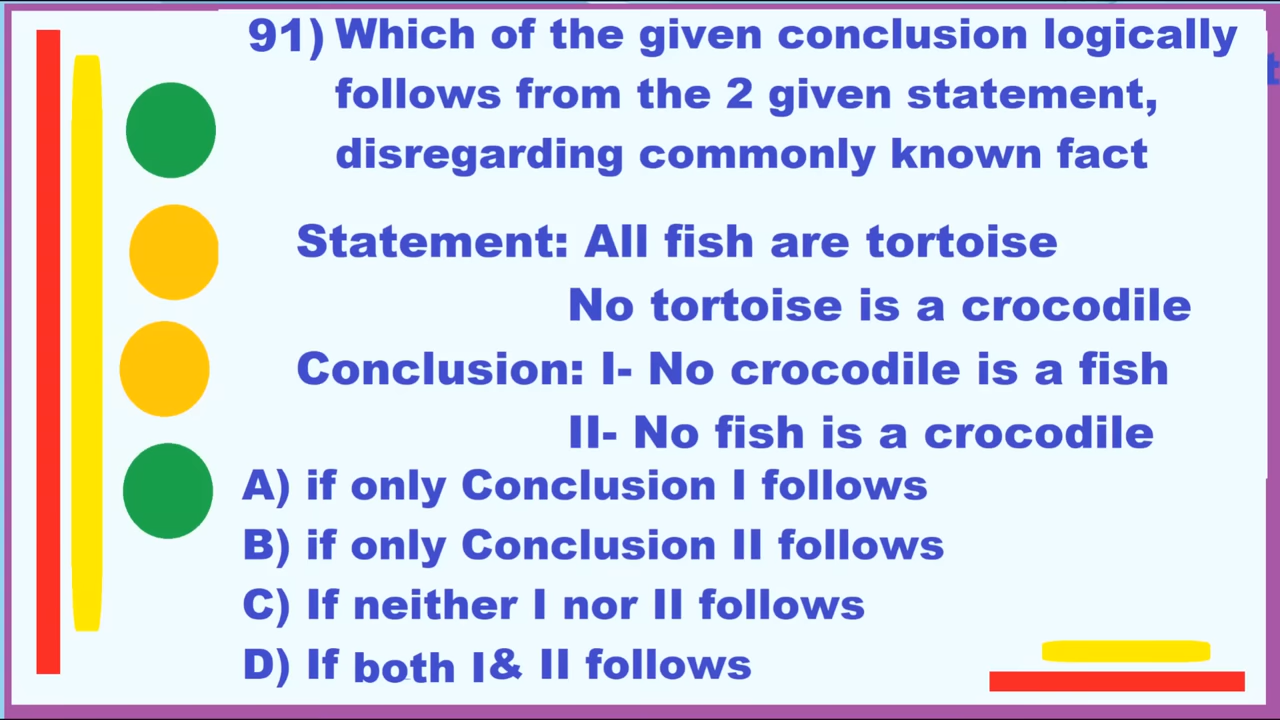 91) Which of the given conclusion logically
follows from the 2 given statement,
disregarding commonly known fact
Statement: All fish are tortoise
No tortoise is a crocodile
Conclusion: I- No crocodile is a fish
II- No fish is a crocodile
A) if only Conclusion I follows
B) if only Conclusion II follows
C) If neither I nor II follows
D) If both I& II follows